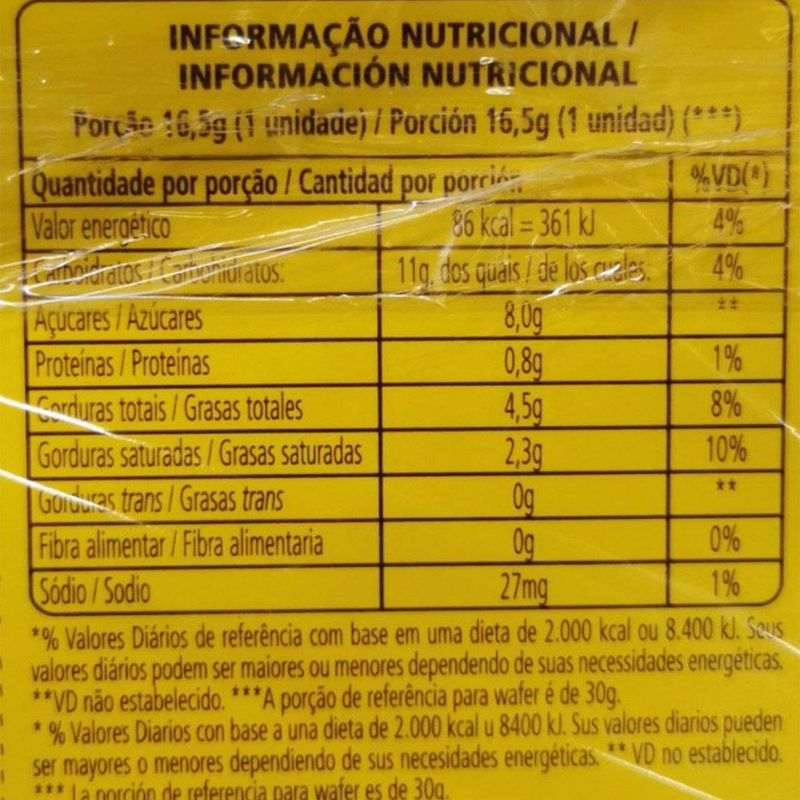 INFORMAÇÃO NUTRICIONAL /
INFORMACIÓN NUTRICIONAL
Porção 16,5g (1 unidade) / Porción 16,5g (1 unidad) (***)
Quantidade por porção / Cantidad por porción %VD(*)
Valor energético 86 kcal = 361 kJ 4%
Carboidratos / Carbohidratos: 11g, dos quais / de los cuales: 4%
Açúcares / Azúcares 8,0g **
Proteínas / Proteínas 0,8g 1%
Gorduras totais / Grasas totales 4,5g 8%
Gorduras saturadas / Grasas saturadas 2,3g 10%
Gorduras trans / Grasas trans 0g **
Fibra alimentar / Fibra alimentaria 0g 0%
Sódio / Sodio 27mg 1%
*% Valores Diários de referência com base em uma dieta de 2.000 kcal ou 8.400 kJ. Seus
valores diários podem ser maiores ou menores dependendo de suas necessidades energéticas.
**VD não estabelecido. ***A porção de referência para wafer é de 30g.
* % Valores Diarios con base a una dieta de 2.000 kcal u 8400 kJ. Sus valores diarios pueden
ser mayores o menores dependiendo de sus necesidades energéticas. ** VD no establecido.
*** La porción de referencia para wafer es de 30g.